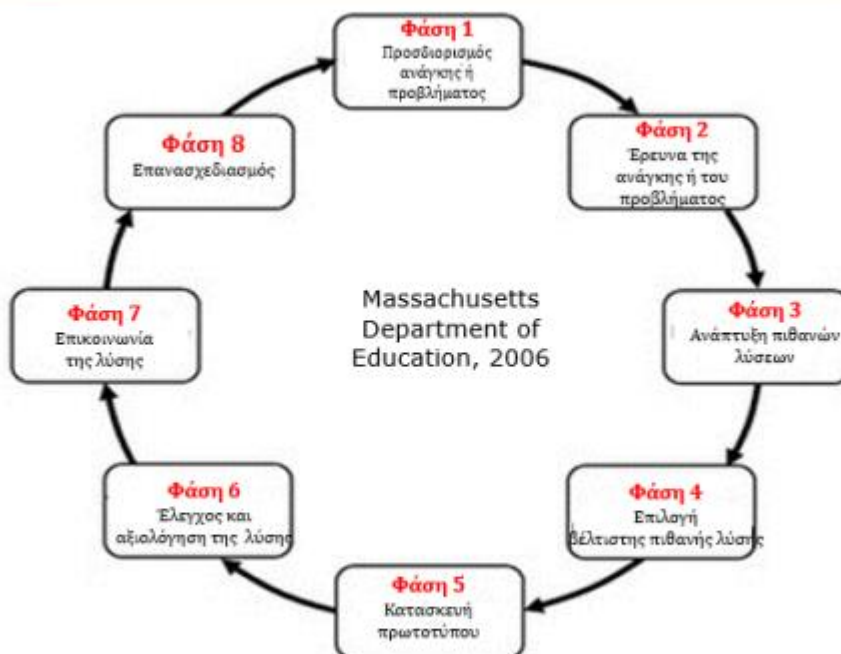 Φάση 1
Προσδιορισμός
ανάγκης ή
προβλήματος
Φάση 2
Έρευνα της
ανάγκης ή του
προβλήματος
Φάση 3
Ανάπτυξη πιθανών
λύσεων
Φάση 4
Επιλογή
βέλτιστης πιθανής λύσης
Φάση 5
Κατασκευή
πρωτοτύπου
Φάση 6
Έλεγχος και
αξιολόγηση της λύσης
Φάση 7
Επικοινωνία
της λύσης
Φάση 8
Επανασχεδιασμός
Massachusetts
Department of
Education, 2006